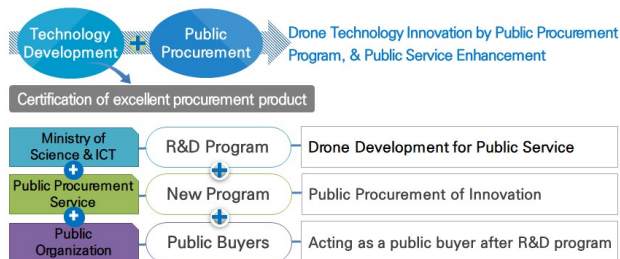 Technology
Development
+
Public
Procurement
Drone Technology Innovation by Public Procurement
Program, & Public Service Enhancement
Certification of excellent procurement product
Ministry of
Science & ICT
R&D Program
Drone Development for Public Service
+
+
Public Procurement
Service
New Program
Public Procurement of Innovation
+
+
Public
Organization
Public Buyers
Acting as a public buyer after R&D program